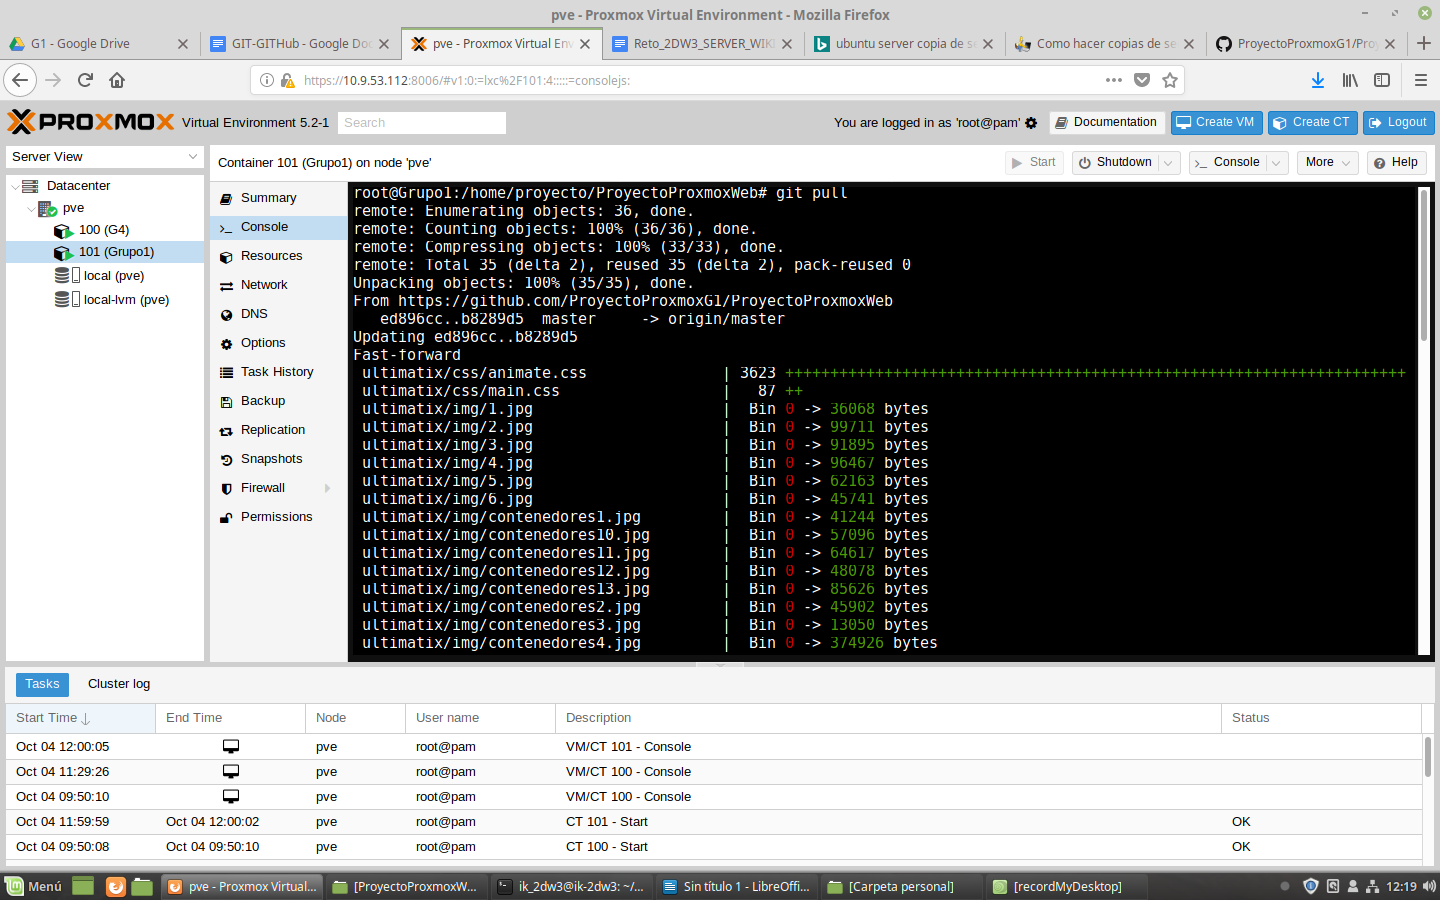 pve - Proxmox Virtual Environment - Mozilla Firefox
G1 - Google Drive
GIT-GITHub - Google Doc
pve - Proxmox Virtual Env
Reto_2DW3_SERVER_WIKI
ubuntu server copia de se
Como hacer copias de se
ProyectoProxmoxG1/Proy
https://10.9.53.112:8006/#v1:0:=lxc%2F101:4:::::=consolejs:
PROXMOX Virtual Environment 5.2-1
Search
You are logged in as 'root@pam'
Documentation
Create VM
Create CT
Logout
Server View
Datacenter
pve
100 (G4)
101 (Grupo1)
local (pve)
local-lvm (pve)
Container 101 (Grupo1) on node 'pve'
Start
Shutdown
Console
More
Help
Summary
Console
Resources
Network
DNS
Options
Task History
Backup
Replication
Snapshots
Firewall
Permissions
root@Grupo1:/home/proyecto/ProyectoProxmoxWeb# git pull
remote: Enumerating objects: 36, done.
remote: Counting objects: 100% (36/36), done.
remote: Compressing objects: 100% (33/33), done.
remote: Total 35 (delta 2), reused 35 (delta 2), pack-reused 0
Unpacking objects: 100% (35/35), done.
From https://github.com/ProyectoProxmoxG1/ProyectoProxmoxWeb
ed896cc..b8289d5  master     -> origin/master
Updating ed896cc..b8289d5
Fast-forward
ultimatix/css/animate.css | 3623 +++++++++++++++++++++++++++++++++++++++++++++++++++++++++++++++++++++
ultimatix/css/main.css | 87 ++
ultimatix/img/1.jpg | Bin 0 -> 36068 bytes
ultimatix/img/2.jpg | Bin 0 -> 99711 bytes
ultimatix/img/3.jpg | Bin 0 -> 91895 bytes
ultimatix/img/4.jpg | Bin 0 -> 96467 bytes
ultimatix/img/5.jpg | Bin 0 -> 62163 bytes
ultimatix/img/6.jpg | Bin 0 -> 45741 bytes
ultimatix/img/contenedores1.jpg | Bin 0 -> 41244 bytes
ultimatix/img/contenedores10.jpg | Bin 0 -> 57096 bytes
ultimatix/img/contenedores11.jpg | Bin 0 -> 64617 bytes
ultimatix/img/contenedores12.jpg | Bin 0 -> 48078 bytes
ultimatix/img/contenedores13.jpg | Bin 0 -> 85626 bytes
ultimatix/img/contenedores2.jpg | Bin 0 -> 45902 bytes
ultimatix/img/contenedores3.jpg | Bin 0 -> 13050 bytes
ultimatix/img/contenedores4.jpg | Bin 0 -> 374926 bytes
Tasks
Cluster log
Start Time End Time Node User name Description Status
Oct 04 12:00:05 pve root@pam VM/CT 101 - Console
Oct 04 11:29:26 pve root@pam VM/CT 100 - Console
Oct 04 09:50:10 pve root@pam VM/CT 100 - Console
Oct 04 11:59:59 Oct 04 12:00:02 pve root@pam CT 101 - Start OK
Oct 04 09:50:08 Oct 04 09:50:10 pve root@pam CT 100 - Start OK
Menú
pve - Proxmox Virtual...
[ProyectoProxmoxW...
ik_2dw3@ik-2dw3: ~/...
Sin título 1 - LibreOffi...
[Carpeta personal]
[recordMyDesktop]
12:19